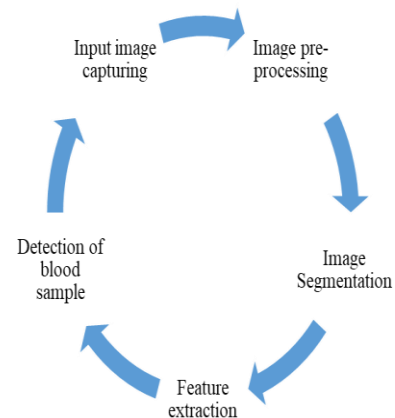 Input image
capturing
Image pre-
processing
Image
Segmentation
Feature
extraction
Detection of
blood
sample